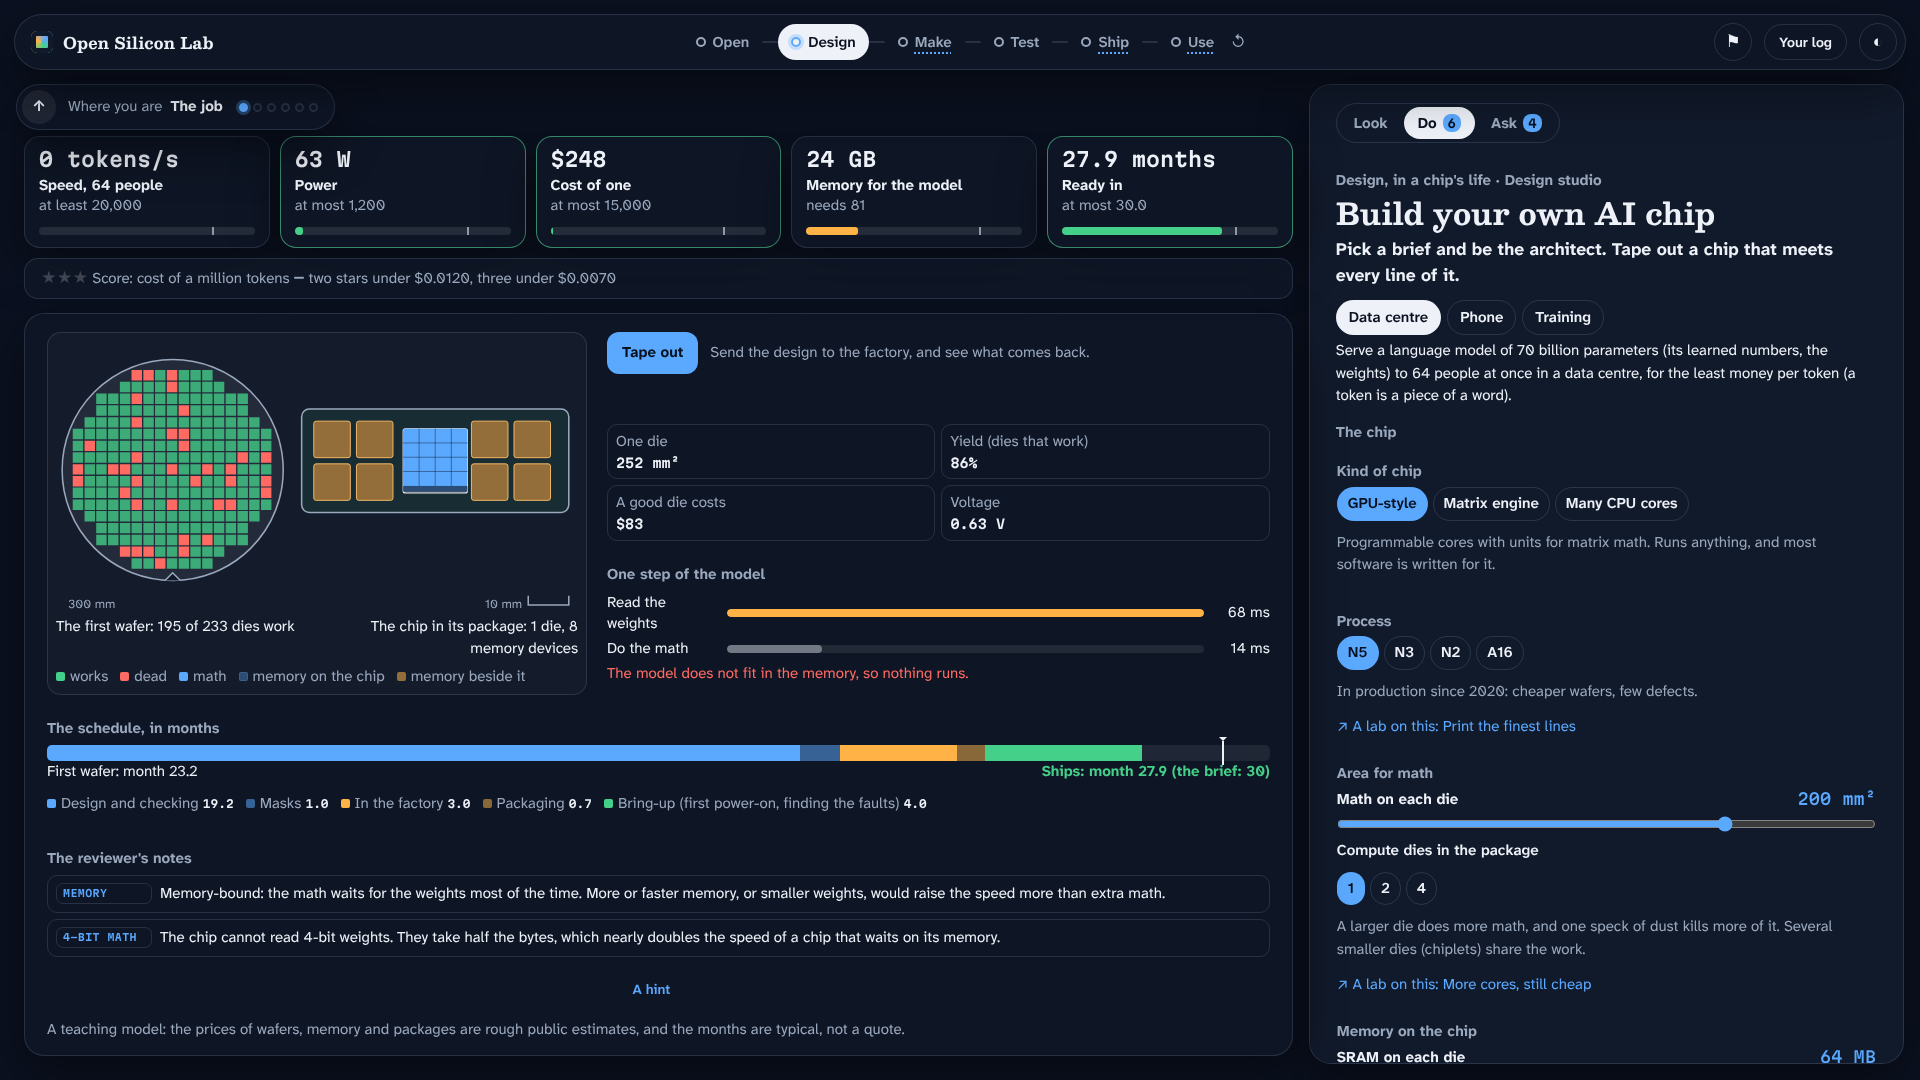 Open Silicon Lab
Open
Design
Make
Test
Ship
Use
Your log
Where you are The job
0 tokens/s
Speed, 64 people
at least 20,000
63 W
Power
at most 1,200
$248
Cost of one
at most 15,000
24 GB
Memory for the model
needs 81
27.9 months
Ready in
at most 30.0
★★★ Score: cost of a million tokens — two stars under $0.0120, three under $0.0070
300 mm
10 mm
The first wafer: 195 of 233 dies work
The chip in its package: 1 die, 8
memory devices
works
dead
math
memory on the chip
memory beside it
Tape out
Send the design to the factory, and see what comes back.
One die
252 mm²
Yield (dies that work)
86%
A good die costs
$83
Voltage
0.63 V
One step of the model
Read the
weights
68 ms
Do the math
14 ms
The model does not fit in the memory, so nothing runs.
The schedule, in months
First wafer: month 23.2
Ships: month 27.9 (the brief: 30)
Design and checking 19.2
Masks 1.0
In the factory 3.0
Packaging 0.7
Bring-up (first power-on, finding the faults) 4.0
The reviewer's notes
MEMORY
Memory-bound: the math waits for the weights most of the time. More or faster memory, or smaller weights, would raise the speed more than extra math.
4-BIT MATH
The chip cannot read 4-bit weights. They take half the bytes, which nearly doubles the speed of a chip that waits on its memory.
A hint
A teaching model: the prices of wafers, memory and packages are rough public estimates, and the months are typical, not a quote.
Look
Do 6
Ask 4
Design, in a chip's life · Design studio
Build your own AI chip
Pick a brief and be the architect. Tape out a chip that meets
every line of it.
Data centre
Phone
Training
Serve a language model of 70 billion parameters (its learned numbers, the
weights) to 64 people at once in a data centre, for the least money per token (a
token is a piece of a word).
The chip
Kind of chip
GPU-style
Matrix engine
Many CPU cores
Programmable cores with units for matrix math. Runs anything, and most
software is written for it.
Process
N5
N3
N2
A16
In production since 2020: cheaper wafers, few defects.
↗ A lab on this: Print the finest lines
Area for math
Math on each die
200 mm²
Compute dies in the package
1
2
4
A larger die does more math, and one speck of dust kills more of it. Several
smaller dies (chiplets) share the work.
↗ A lab on this: More cores, still cheap
Memory on the chip
SRAM on each die
64 MB